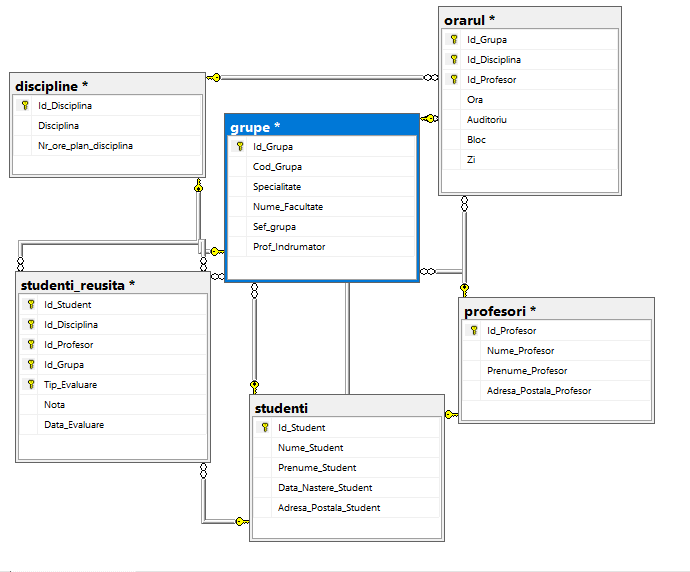 orarul *
Id_Grupa
Id_Disciplina
Id_Profesor
Ora
Auditoriu
Bloc
Zi
discipline *
Id_Disciplina
Disciplina
Nr_ore_plan_disciplina
grupe *
Id_Grupa
Cod_Grupa
Specialitate
Nume_Facultate
Sef_grupa
Prof_Indrumator
studenti_reusita *
Id_Student
Id_Disciplina
Id_Profesor
Id_Grupa
Tip_Evaluare
Nota
Data_Evaluare
profesori *
Id_Profesor
Nume_Profesor
Prenume_Profesor
Adresa_Postala_Profesor
studenti
Id_Student
Nume_Student
Prenume_Student
Data_Nastere_Student
Adresa_Postala_Student